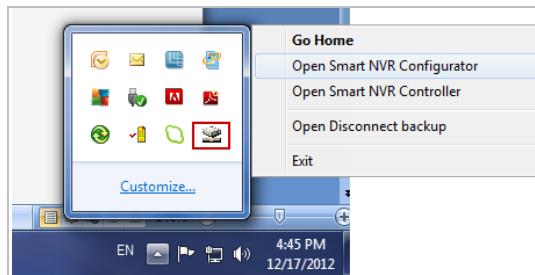 Go Home
Open Smart NVR Configurator
Open Smart NVR Controller
Open Disconnect backup
Exit
Customize...
EN
4:45 PM
12/17/2012